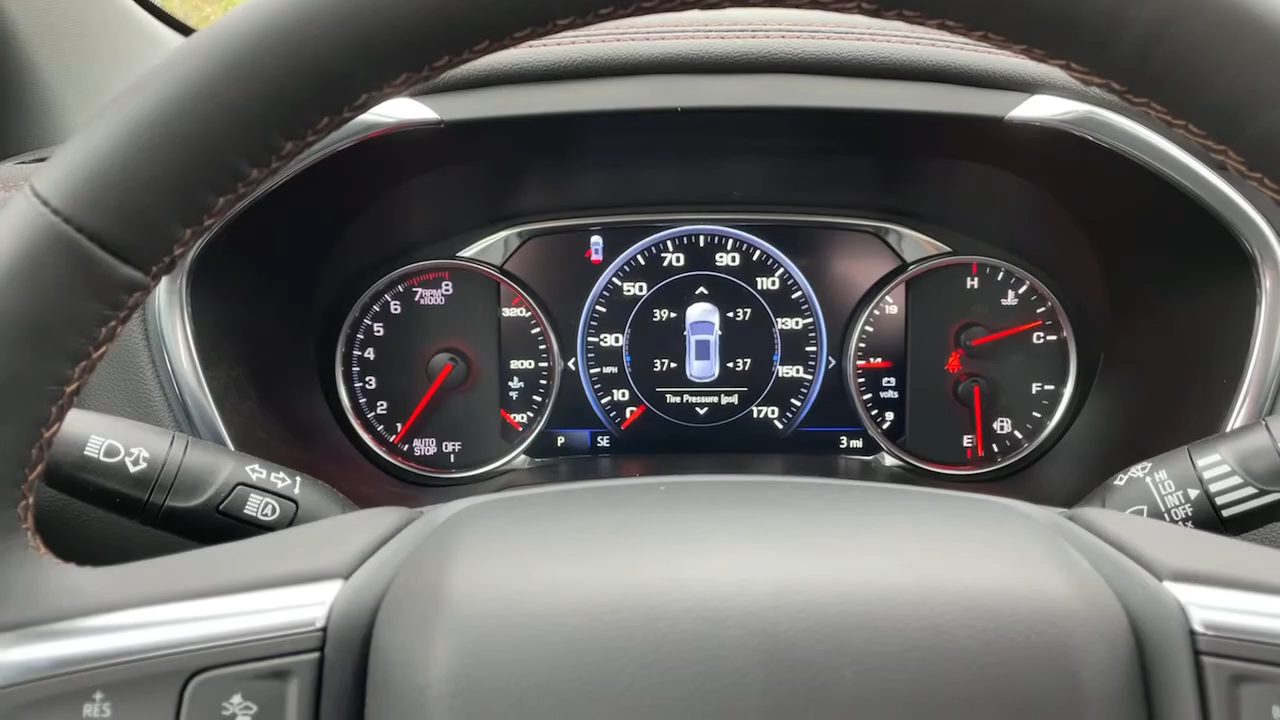 8
7 RPM
x1000
6
5
4
3
2
1
AUTO
STOP OFF
320
200
°F
70 90
50 110
30 130
MPH
10 150
0 170
39 37
37 37
Tire Pressure [psi]
P SE 3 mi
19
14
volts
9
H
C
F
E
HI
LO
INT
OFF
1x
A
RES